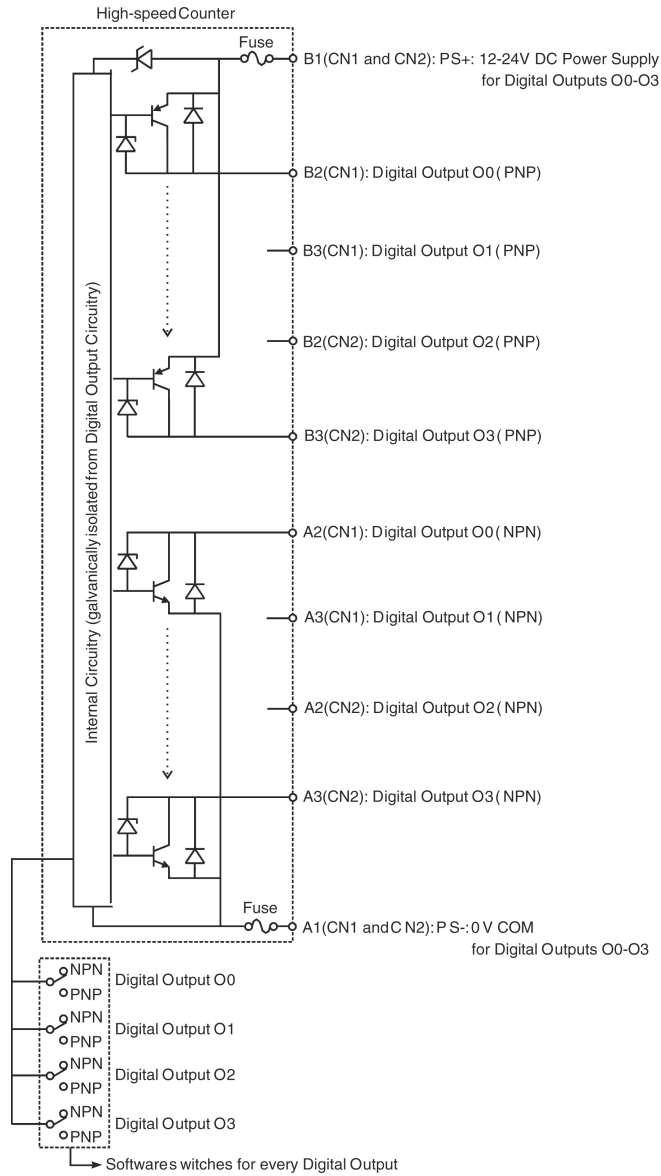 High-speed Counter
Fuse
B1(CN1 and CN2): PS+: 12-24V DC Power Supply
for Digital Outputs O0-O3
B2(CN1): Digital Output O0(PNP)
B3(CN1): Digital Output O1(PNP)
B2(CN2): Digital Output O2(PNP)
B3(CN2): Digital Output O3(PNP)
Internal Circuitry (galvanically isolated from Digital Output Circuitry)
A2(CN1): Digital Output O0(NPN)
A3(CN1): Digital Output O1(NPN)
A2(CN2): Digital Output O2(NPN)
A3(CN2): Digital Output O3(NPN)
Fuse
A1(CN1 and CN2): PS-: 0 V COM
for Digital Outputs O0-O3
NPN
PNP
Digital Output O0
NPN
PNP
Digital Output O1
NPN
PNP
Digital Output O2
NPN
PNP
Digital Output O3
Softwares witches for every Digital Output